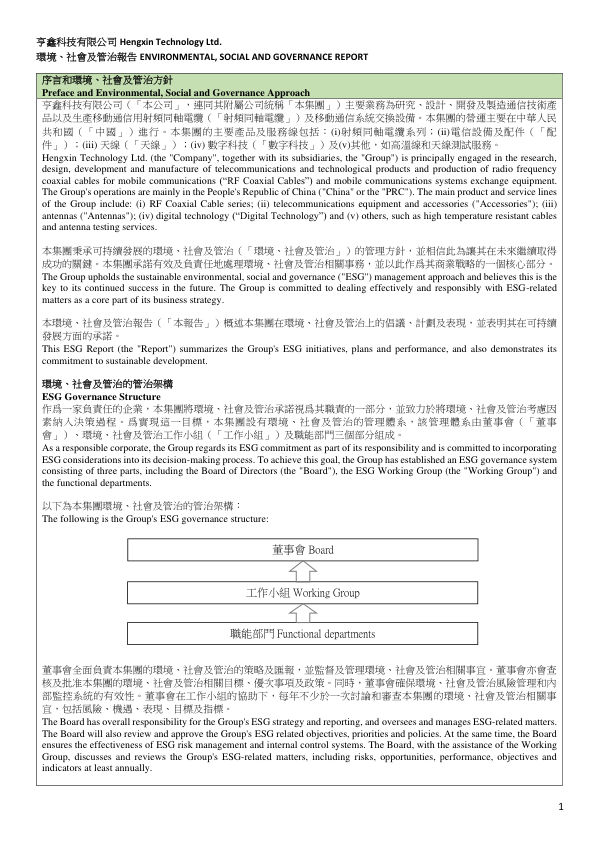 亨鑫科技有限公司 Hengxin Technology Ltd.
環境、社會及管治報告 ENVIRONMENTAL, SOCIAL AND GOVERNANCE REPORT
序言和環境、社會及管治方針
Preface and Environmental, Social and Governance Approach
亨鑫科技有限公司（「本公司」，連同其附屬公司統稱「本集團」）主要業務為研究、設計、開發及製造通信技術產
品以及生產移動通信用射頻同軸電纜（「射頻同軸電纜」）及移動通信系統交換設備。本集團的營運主要在中華人民
共和國（「中國」）進行。本集團的主要產品及服務線包括：(i)射頻同軸電纜系列；(ii)電信設備及配件（「配
件」）；(iii) 天線（「天線」）；(iv) 數字科技（「數字科技」）及(v)其他，如高溫線和天線測試服務。
Hengxin Technology Ltd. (the "Company", together with its subsidiaries, the "Group") is principally engaged in the research,
design, development and manufacture of telecommunications and technological products and production of radio frequency
coaxial cables for mobile communications (“RF Coaxial Cables”) and mobile communications systems exchange equipment.
The Group's operations are mainly in the People's Republic of China ("China" or the "PRC"). The main product and service lines
of the Group include: (i) RF Coaxial Cable series; (ii) telecommunications equipment and accessories ("Accessories"); (iii)
antennas ("Antennas"); (iv) digital technology (“Digital Technology”) and (v) others, such as high temperature resistant cables
and antenna testing services.
本集團秉承可持續發展的環境、社會及管治（「環境、社會及管治」）的管理方針，並相信此為讓其在未來繼續取得
成功的關鍵。本集團承諾有效及負責任地處理環境、社會及管治相關事務，並以此作爲其商業戰略的一個核心部分。
The Group upholds the sustainable environmental, social and governance ("ESG") management approach and believes this is the
key to its continued success in the future. The Group is committed to dealing effectively and responsibly with ESG-related
matters as a core part of its business strategy.
本環境、社會及管治報告（「本報告」）概述本集團在環境、社會及管治上的倡議、計劃及表現，並表明其在可持續
發展方面的承諾。
This ESG Report (the "Report") summarizes the Group's ESG initiatives, plans and performance, and also demonstrates its
commitment to sustainable development.
環境、社會及管治的管治架構
ESG Governance Structure
作爲一家負責任的企業，本集團將環境、社會及管治承諾視爲其職責的一部分，並致力於將環境、社會及管治考慮因
素納入決策過程。爲實現這一目標，本集團設有環境、社會及管治的管理體系，該管理體系由董事會（「董事
會」）、環境、社會及管治工作小組（「工作小組」）及職能部門三個部分組成。
As a responsible corporate, the Group regards its ESG commitment as part of its responsibility and is committed to incorporating
ESG considerations into its decision-making process. To achieve this goal, the Group has established an ESG governance system
consisting of three parts, including the Board of Directors (the "Board"), the ESG Working Group (the "Working Group") and
the functional departments.
以下為本集團環境、社會及管治的管治架構：
The following is the Group's ESG governance structure:
董事會 Board
工作小組 Working Group
職能部門 Functional departments
董事會全面負責本集團的環境、社會及管治的策略及匯報，並監督及管理環境、社會及管治相關事宜，董事會亦會查
核及批准本集團的環境、社會及管治相關目標、優次事項及政策。同時，董事會確保環境、社會及管治風險管理和內
部監控系統的有效性。董事會在工作小組的協助下，每年不少於一次討論和審查本集團的環境、社會及管治相關事
宜，包括風險、機遇、表現、目標及指標。
The Board has overall responsibility for the Group's ESG strategy and reporting, and oversees and manages ESG-related matters.
The Board will also review and approve the Group's ESG related objectives, priorities and policies. At the same time, the Board
ensures the effectiveness of ESG risk management and internal control systems. The Board, with the assistance of the Working
Group, discusses and reviews the Group's ESG-related matters, including risks, opportunities, performance, objectives and
indicators at least annually.
1